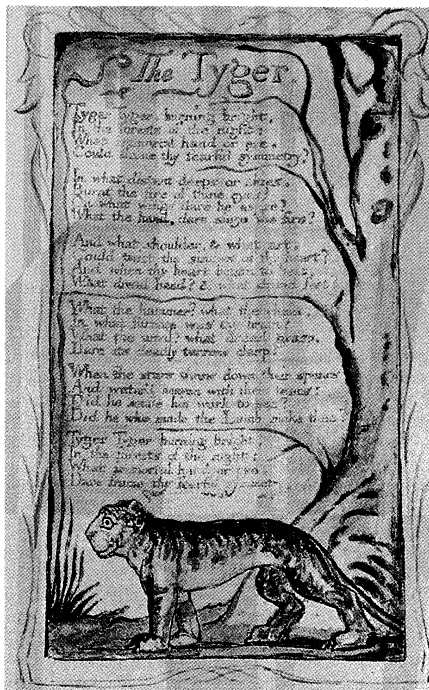 The Tyger
Tyger Tyger, burning bright,
In the forests of the night;
What immortal hand or eye,
Could frame thy fearful symmetry?
In what distant deeps or skies,
Burnt the fire of thine eyes?
On what wings dare he aspire?
What the hand, dare sieze the fire?
And what shoulder, & what art,
Could twist the sinews of thy heart?
And when thy heart began to beat,
What dread hand? & what dread feet?
What the hammer? what the chain,
In what furnace was thy brain?
What the anvil? what dread grasp,
Dare its deadly terrors clasp?
When the stars threw down their spears
And water'd heaven with their tears:
Did he smile his work to see?
Did he who made the Lamb make thee?
Tyger Tyger burning bright,
In the forests of the night:
What immortal hand or eye,
Dare frame thy fearful symmetry?